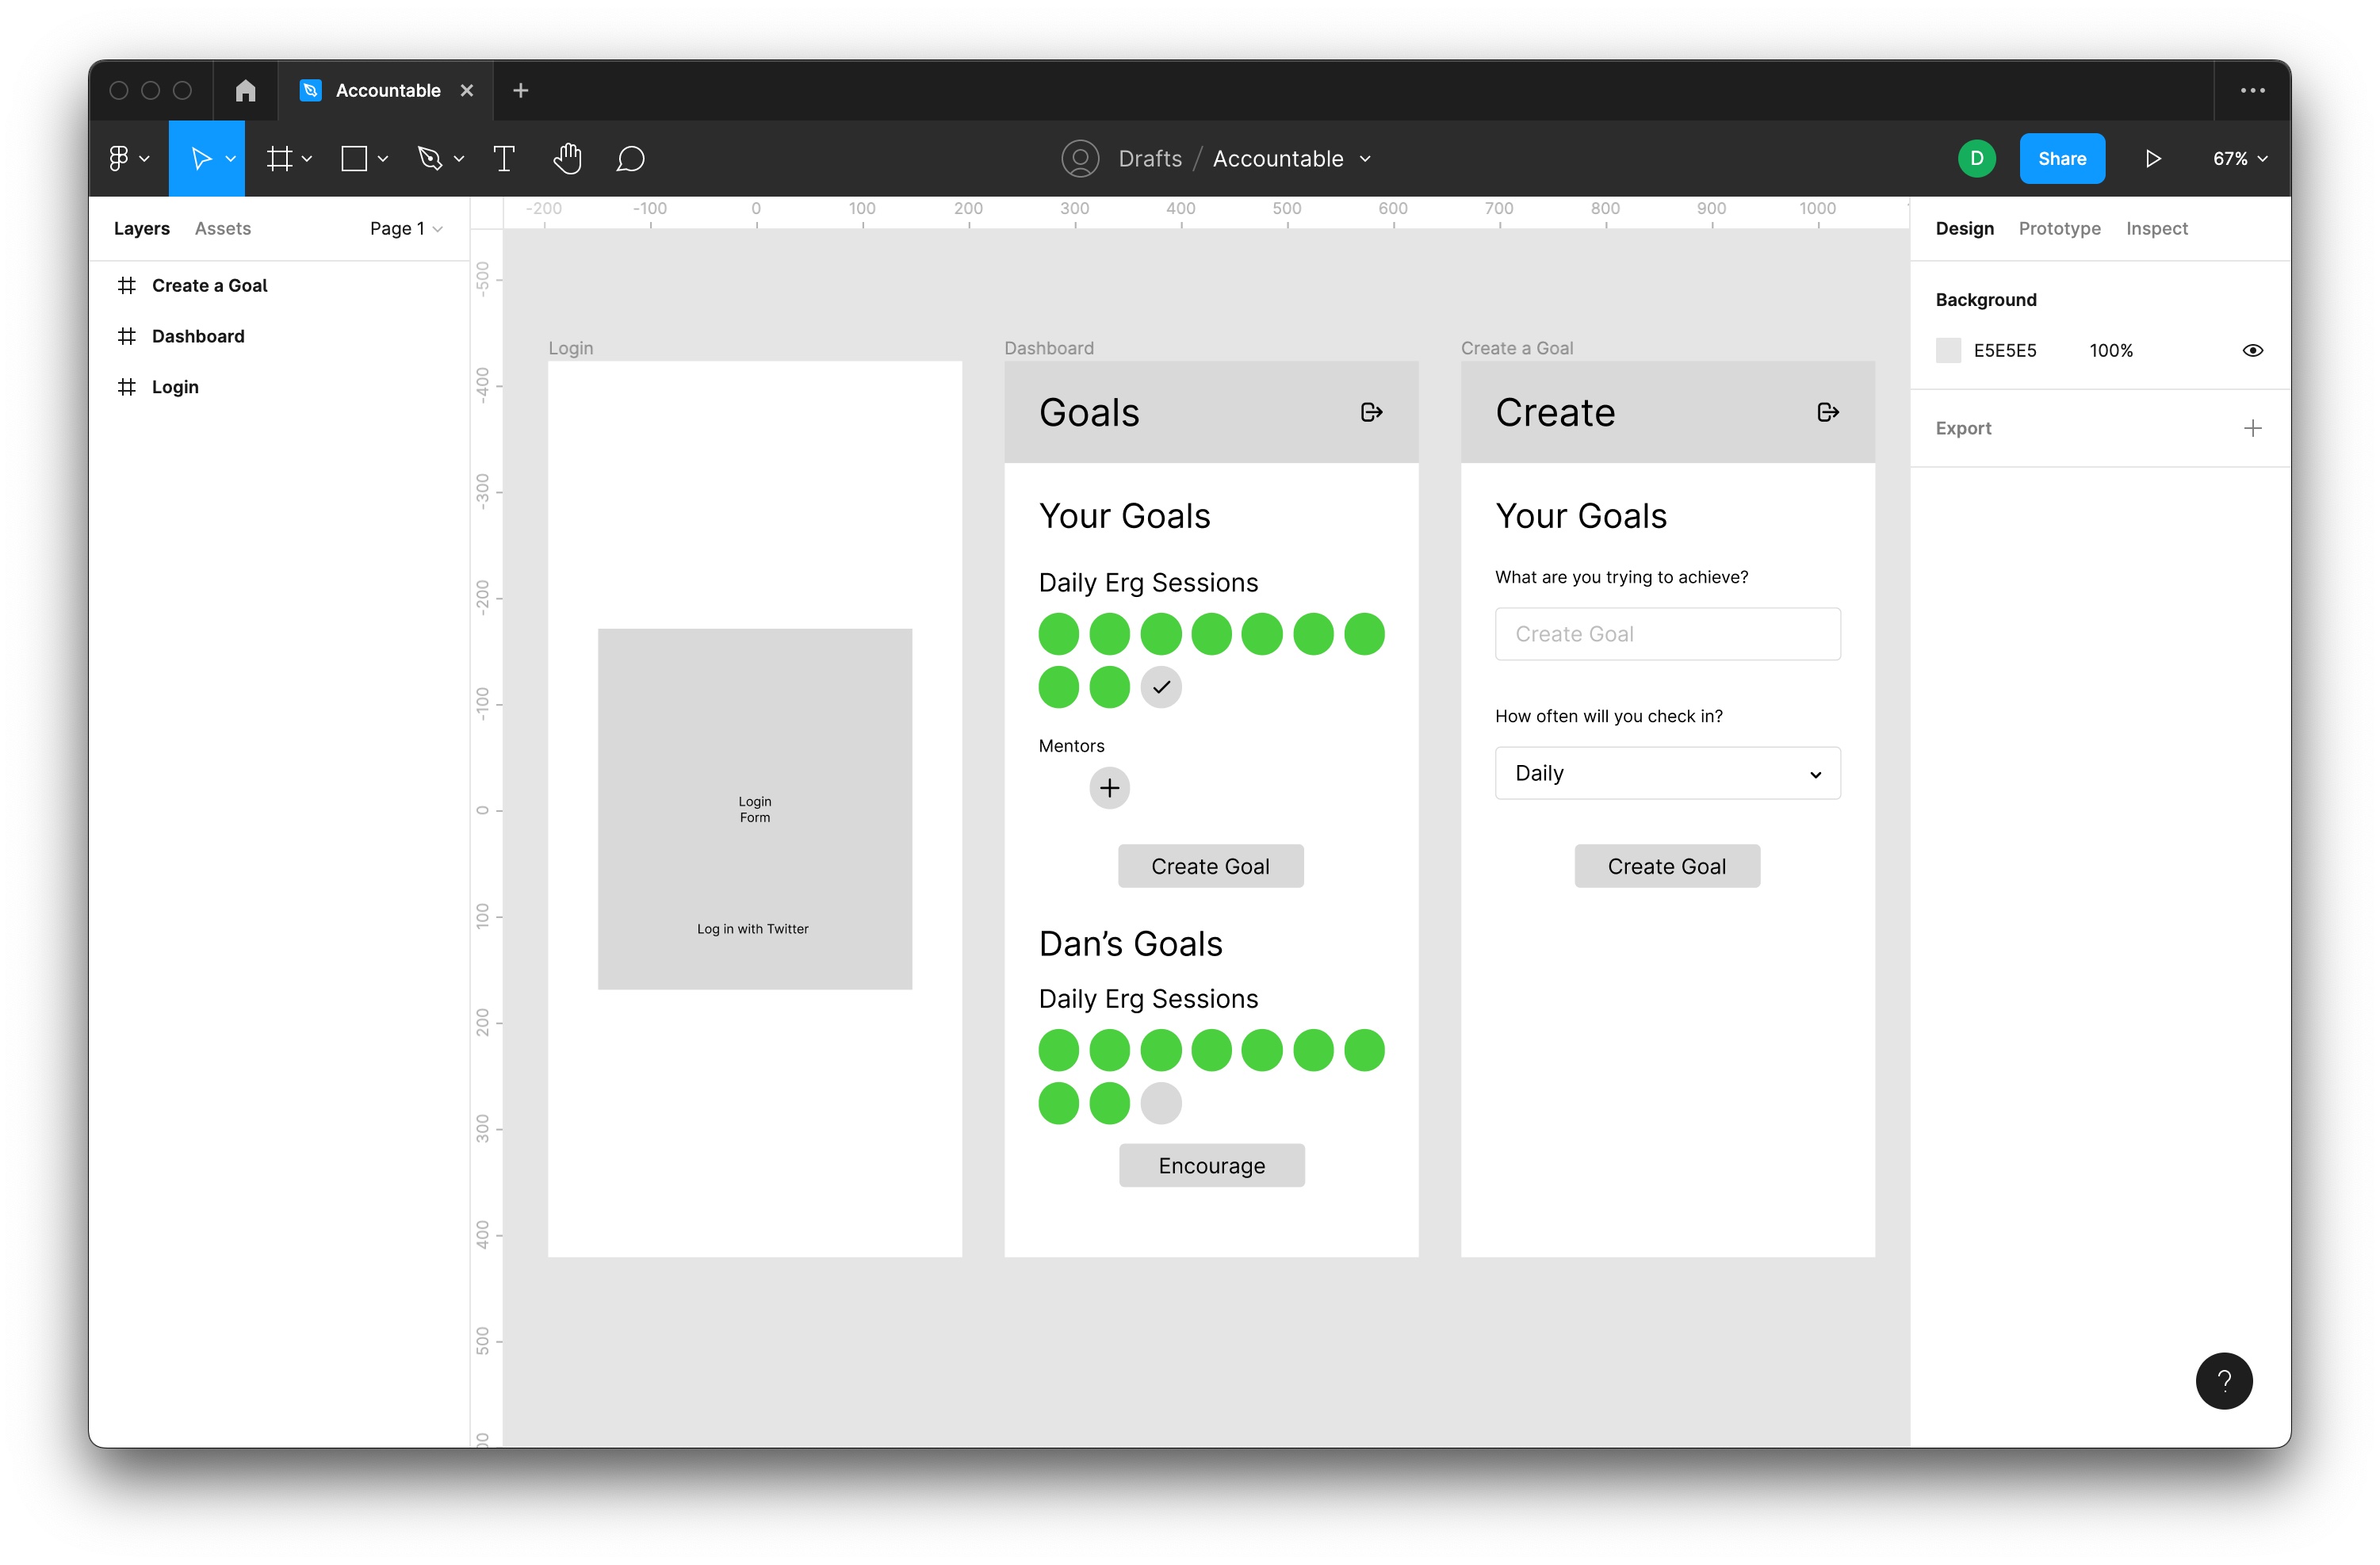 Accountable
Drafts / Accountable
D
Share
67%
Layers
Assets
Page 1
Create a Goal
Dashboard
Login
-200
-100
0
100
200
300
400
500
600
700
800
900
1000
-500
-400
-300
-200
-100
0
100
200
300
400
500
Login
Login
Form
Log in with Twitter
Dashboard
Goals
Your Goals
Daily Erg Sessions
Mentors
Create Goal
Dan’s Goals
Daily Erg Sessions
Encourage
Create a Goal
Create
Your Goals
What are you trying to achieve?
Create Goal
How often will you check in?
Daily
Create Goal
Design
Prototype
Inspect
Background
E5E5E5
100%
Export
?